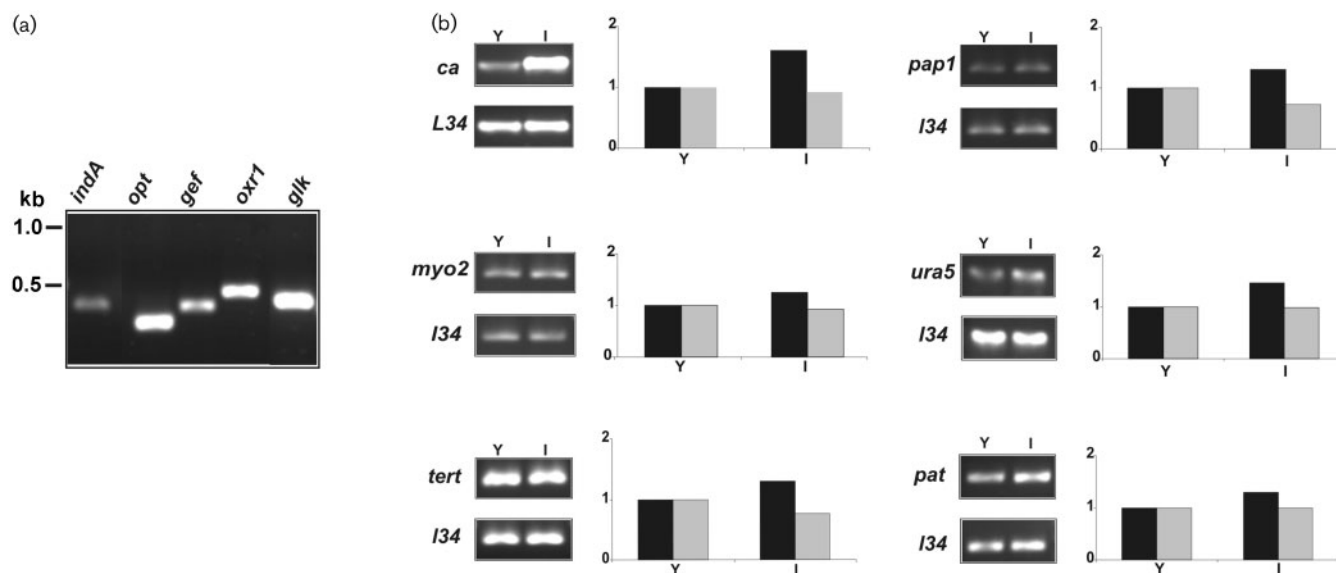 (a)
indA opt gef oxr1 glk
kb
1.0
0.5
(b)
Y I
ca
L34
2
1
0
Y I
Y I
pap1
l34
2
1
0
Y I
Y I
myo2
l34
2
1
0
Y I
Y I
ura5
l34
2
1
0
Y I
Y I
tert
l34
2
1
0
Y I
Y I
pat
l34
2
1
0
Y I